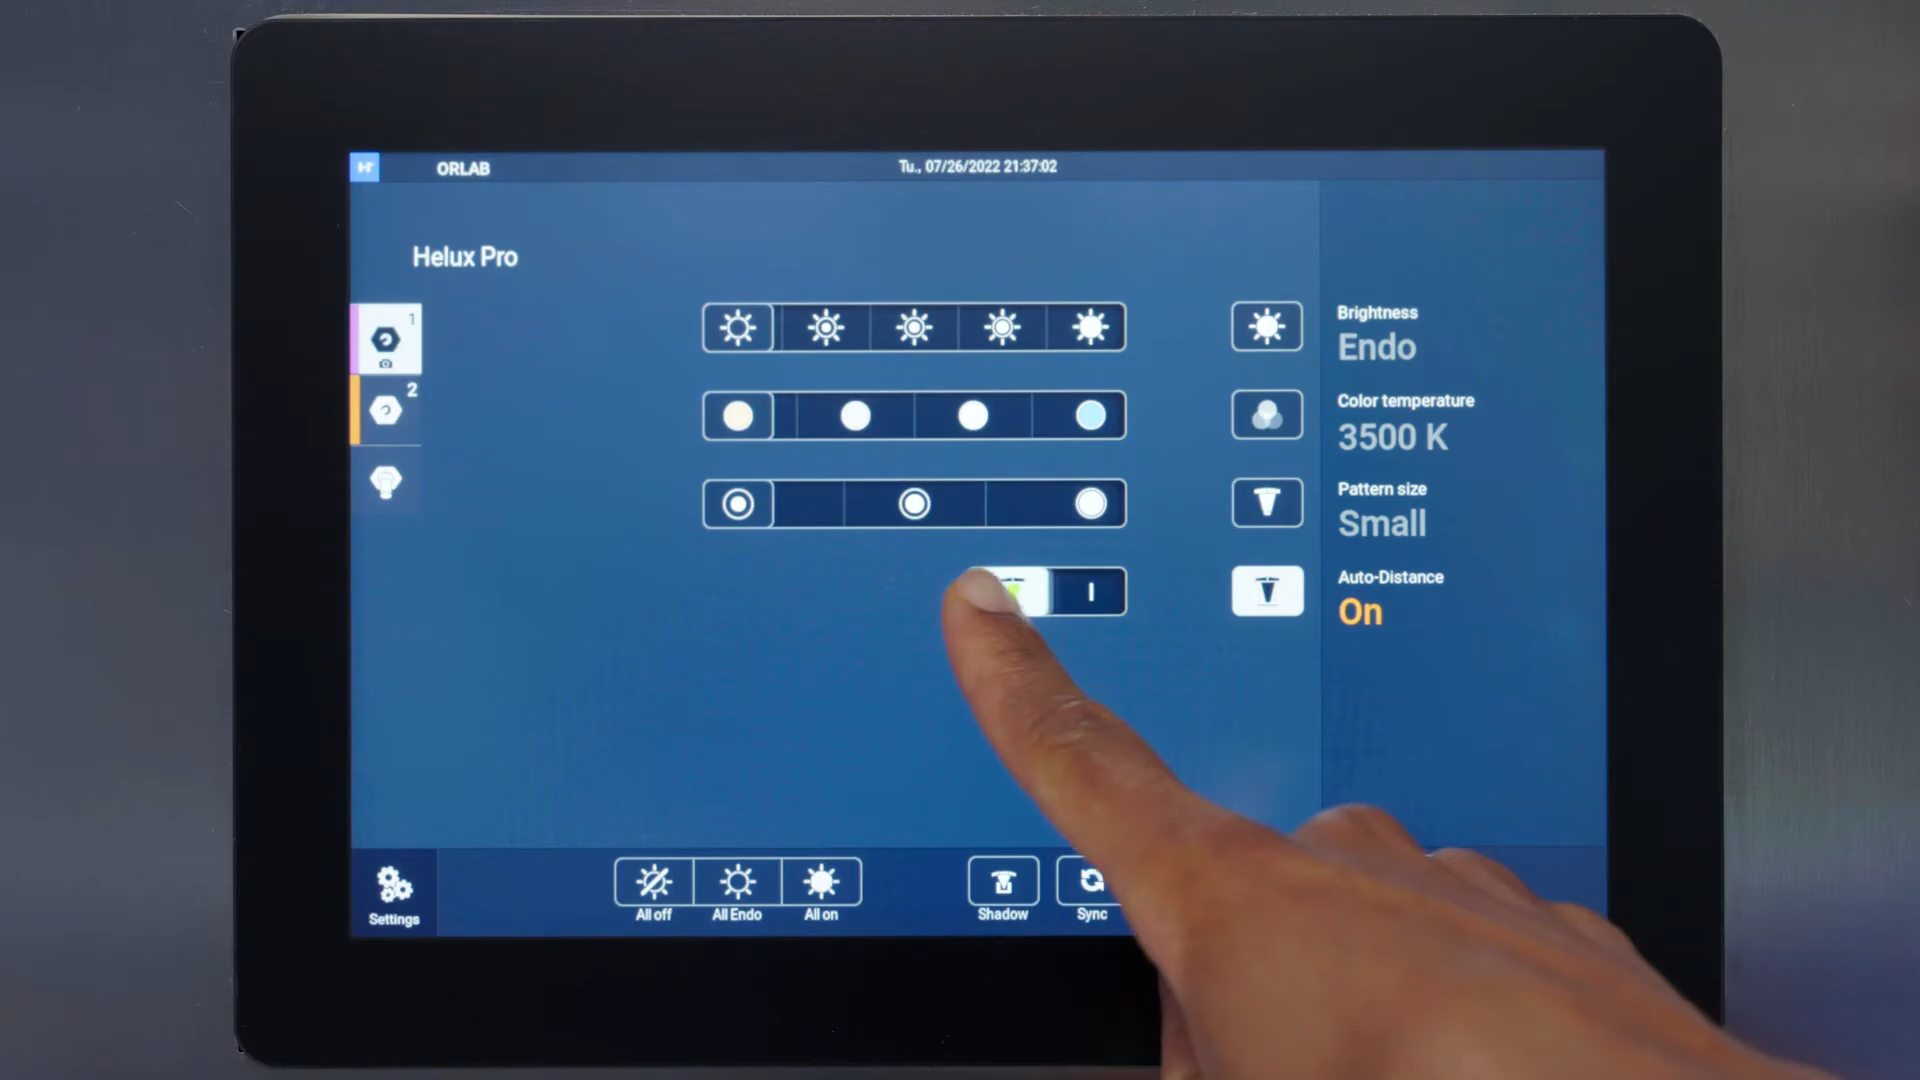 ORLAB
Tu., 07/26/2022 21:37:02
Helux Pro
1
2
Brightness
Endo
Color temperature
3500 K
Pattern size
Small
Auto-Distance
On
I
Settings
All off
All Endo
All on
Shadow
Sync